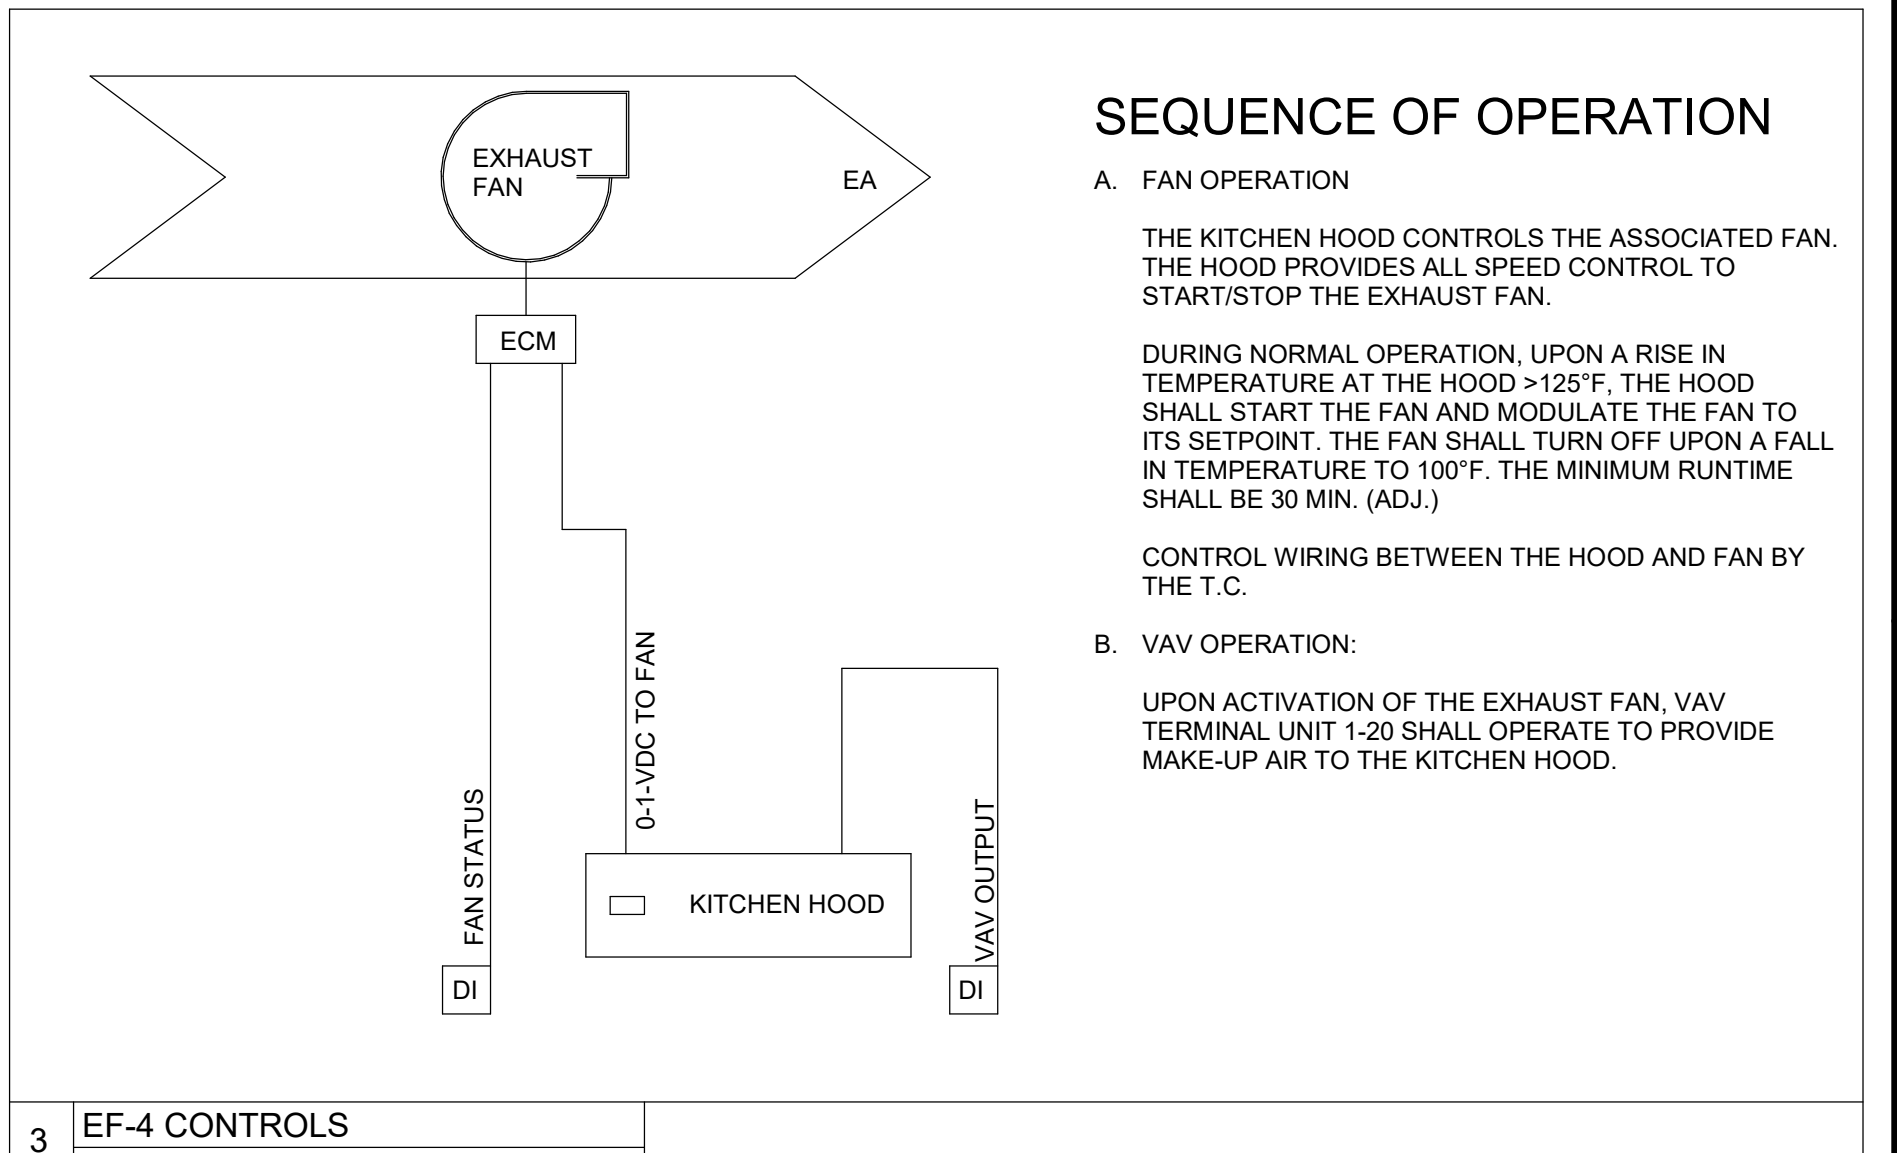 EXHAUST
FAN
EA
ECM
FAN STATUS
0-1-VDC TO FAN
VAV OUTPUT
KITCHEN HOOD
DI
DI
SEQUENCE OF OPERATION
A. FAN OPERATION
THE KITCHEN HOOD CONTROLS THE ASSOCIATED FAN.
THE HOOD PROVIDES ALL SPEED CONTROL TO
START/STOP THE EXHAUST FAN.
DURING NORMAL OPERATION, UPON A RISE IN
TEMPERATURE AT THE HOOD >125°F, THE HOOD
SHALL START THE FAN AND MODULATE THE FAN TO
ITS SETPOINT. THE FAN SHALL TURN OFF UPON A FALL
IN TEMPERATURE TO 100°F. THE MINIMUM RUNTIME
SHALL BE 30 MIN. (ADJ.)
CONTROL WIRING BETWEEN THE HOOD AND FAN BY
THE T.C.
B. VAV OPERATION:
UPON ACTIVATION OF THE EXHAUST FAN, VAV
TERMINAL UNIT 1-20 SHALL OPERATE TO PROVIDE
MAKE-UP AIR TO THE KITCHEN HOOD.
3
EF-4 CONTROLS